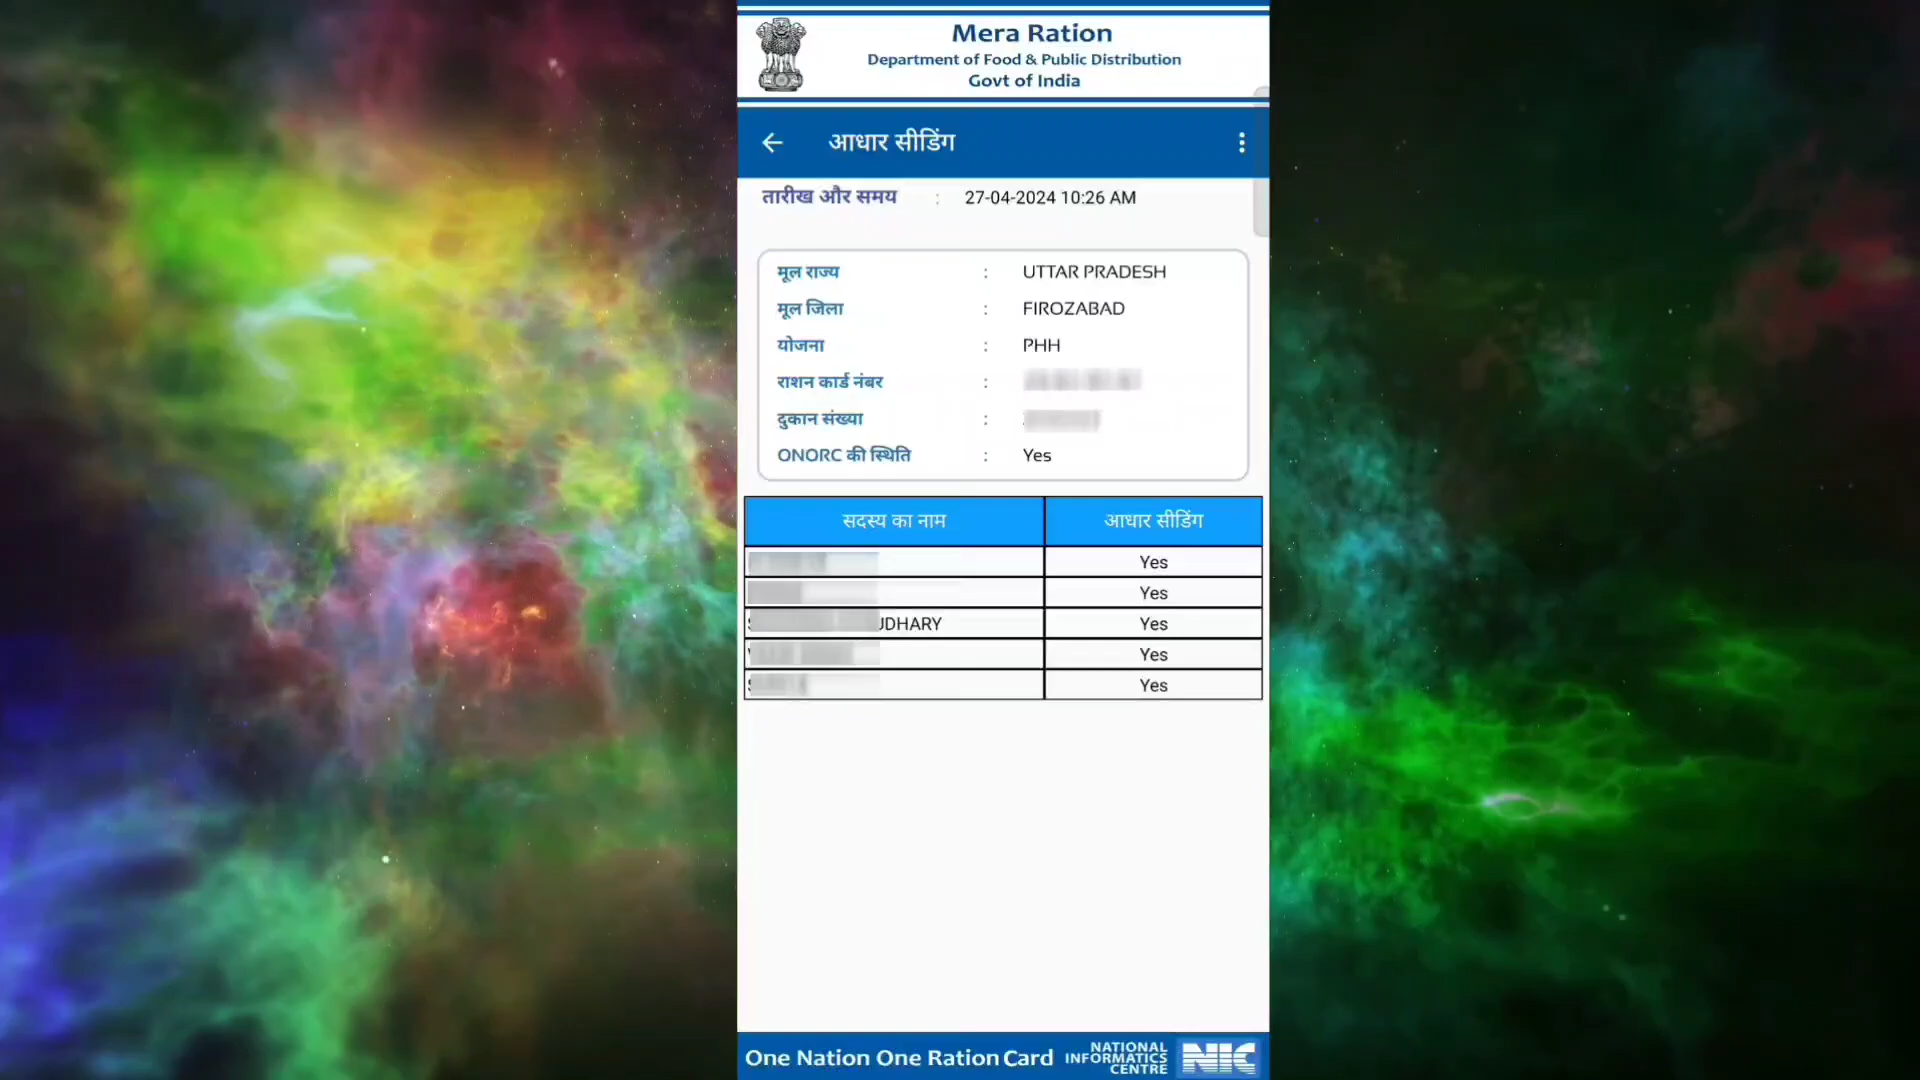 Mera Ration
Department of Food & Public Distribution
Govt of India
आधार सीडिंग
तारीख और समय : 27-04-2024 10:26 AM
मूल राज्य : UTTAR PRADESH
मूल जिला : FIROZABAD
योजना : PHH
राशन कार्ड नंबर :
दुकान संख्या :
ONORC की स्थिति : Yes
सदस्य का नाम आधार सीडिंग
Yes
Yes
Yes
Yes
Yes
One Nation One Ration Card NATIONAL INFORMATICS CENTRE NIC